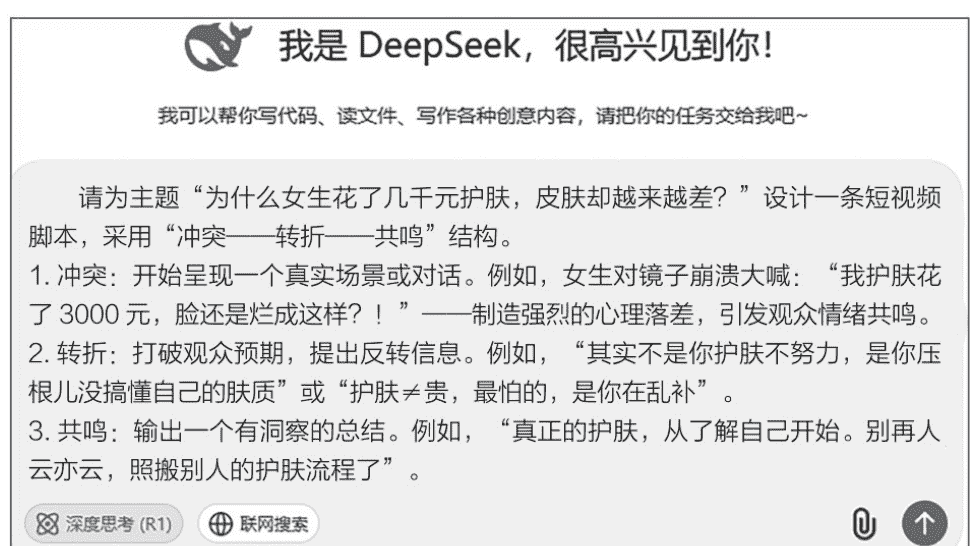 我是 DeepSeek，很高兴见到你！
我可以帮你写代码、读文件、写作各种创意内容，请把你的任务交给我吧~
请为主题“为什么女生花了几千元护肤，皮肤却越来越差？”设计一条短视频
脚本，采用“冲突——转折——共鸣”结构。
1. 冲突：开始呈现一个真实场景或对话。例如，女生对镜子崩溃大喊：“我护肤花
了 3000 元，脸还是烂成这样？！”——制造强烈的心理落差，引发观众情绪共鸣。
2. 转折：打破观众预期，提出反转信息。例如，“其实不是你护肤不努力，是你压
根儿没搞懂自己的肤质”或“护肤≠贵，最怕的，是你在乱补”。
3. 共鸣：输出一个有洞察的总结。例如，“真正的护肤，从了解自己开始。别再人
云亦云，照搬别人的护肤流程了”。
深度思考 (R1) 联网搜索